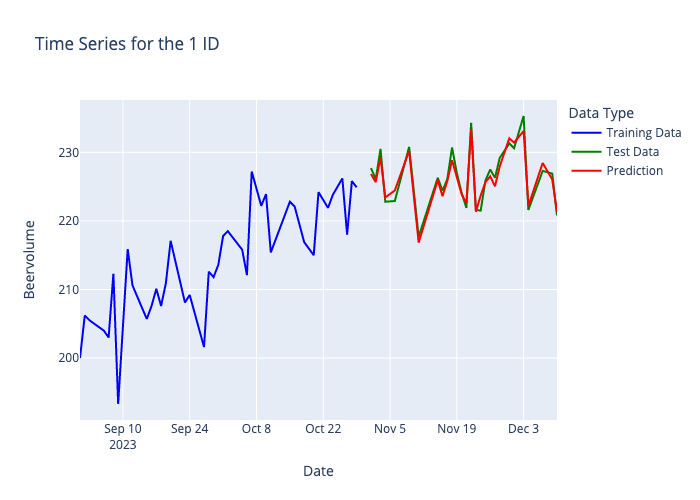 Time Series for the 1 ID
Data Type
Training Data
Test Data
Prediction
Beervolume
230
220
210
200
Sep 10
2023
Sep 24
Oct 8
Oct 22
Nov 5
Nov 19
Dec 3
Date